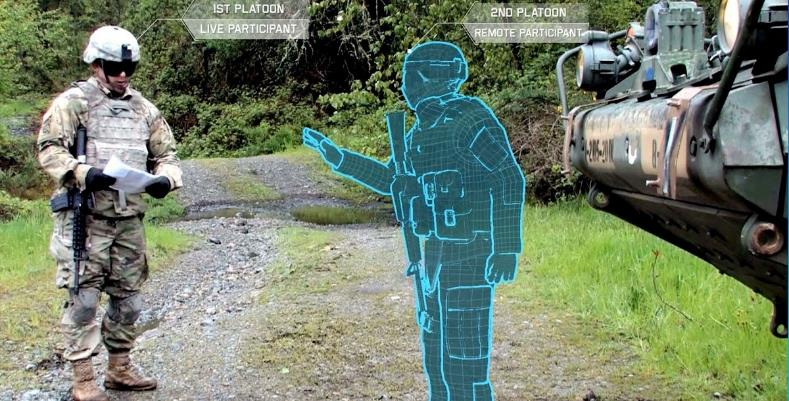 1ST PLATOON
LIVE PARTICIPANT
2ND PLATOON
REMOTE PARTICIPANT